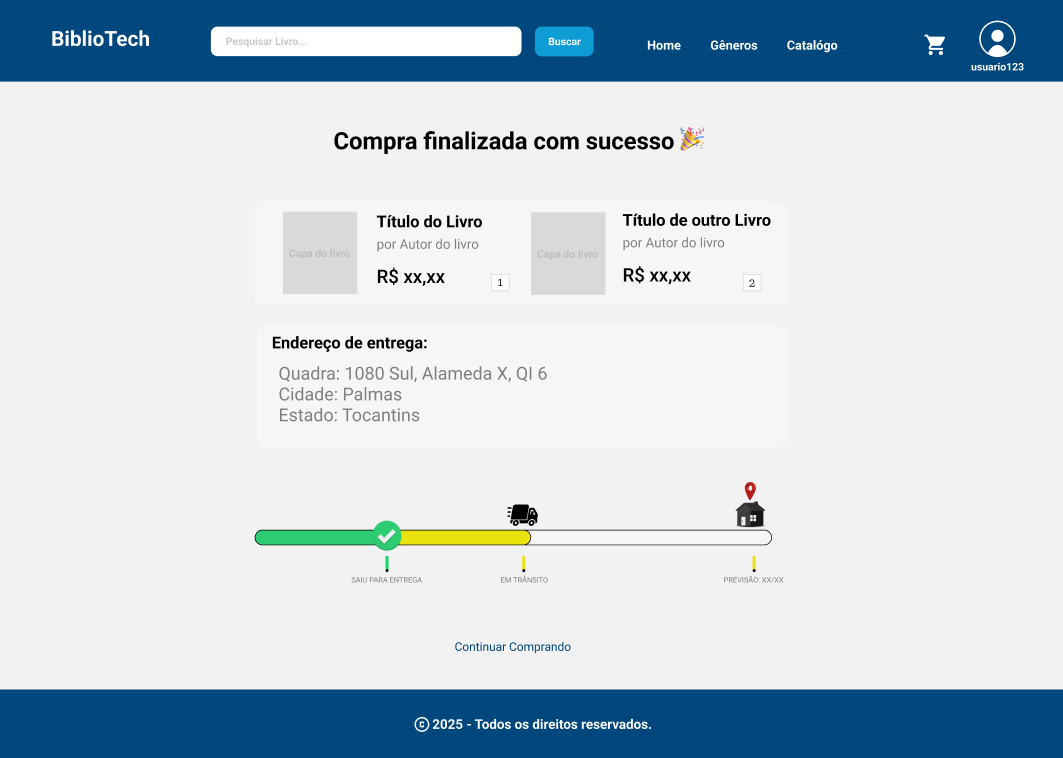 BiblioTech
Pesquisar Livro...
Buscar
Home
Gêneros
Catalógo
usuario123
Compra finalizada com sucesso 🎉
Capa do livro
Título do Livro
por Autor do livro
R$ xx,xx
1
Capa do livro
Título de outro Livro
por Autor do livro
R$ xx,xx
2
Endereço de entrega:
Quadra: 1080 Sul, Alameda X, QI 6
Cidade: Palmas
Estado: Tocantins
SAIU PARA ENTREGA
EM TRÂNSITO
PREVISÃO: XX/XX
Continuar Comprando
© 2025 - Todos os direitos reservados.